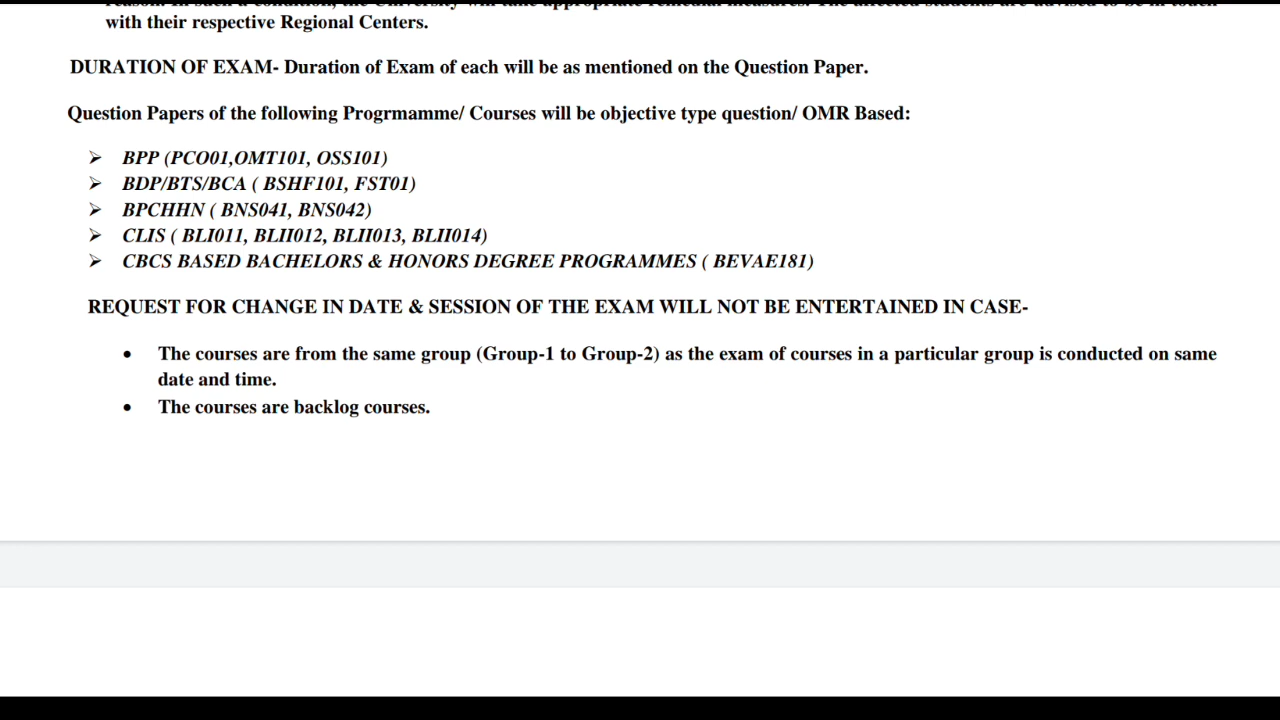 with their respective Regional Centers.
DURATION OF EXAM- Duration of Exam of each will be as mentioned on the Question Paper.
Question Papers of the following Progrmamme/ Courses will be objective type question/ OMR Based:
➢ BPP (PCO01,OMT101, OSS101)
➢ BDP/BTS/BCA ( BSHF101, FST01)
➢ BPCHHN ( BNS041, BNS042)
➢ CLIS ( BLI011, BLII012, BLII013, BLII014)
➢ CBCS BASED BACHELORS & HONORS DEGREE PROGRAMMES ( BEVAE181)
REQUEST FOR CHANGE IN DATE & SESSION OF THE EXAM WILL NOT BE ENTERTAINED IN CASE-
• The courses are from the same group (Group-1 to Group-2) as the exam of courses in a particular group is conducted on same
date and time.
• The courses are backlog courses.